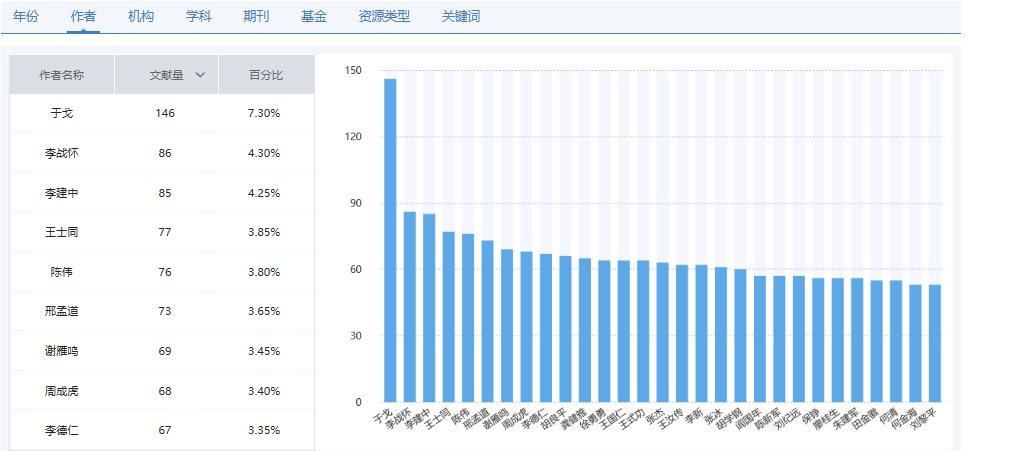 年份 作者 机构 学科 期刊 基金 资源类型 关键词
作者名称 文献量 百分比
于戈 146 7.30%
李战怀 86 4.30%
李建中 85 4.25%
王士同 77 3.85%
陈伟 76 3.80%
邢孟道 73 3.65%
谢雁鸣 69 3.45%
周成虎 68 3.40%
李德仁 67 3.35%
150
120
90
60
30
0
于戈 李战怀 李建中 王士同 陈伟 邢孟道 谢雁鸣 周成虎 李德仁 胡良平 龚健雅 徐勇勇 王国仁 王式功 张杰 王汝传 李新 张冰 胡学钢 阎国年 陈新军 刘纪远 保铮 廖桂生 朱建军 田金徽 何清 何金海 刘黎平